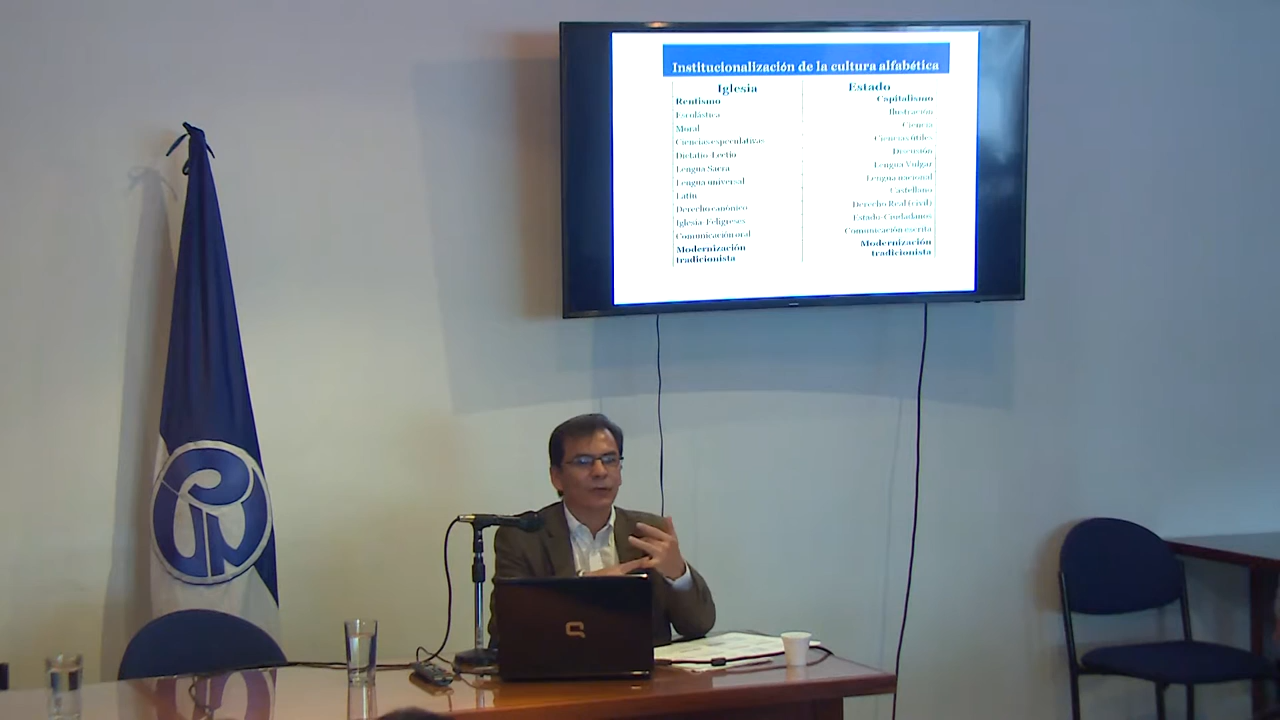 Institucionalización de la cultura alfabética
Iglesia
Rentismo
Escolástica
Moral
Ciencias especulativas
Dictatio-Lectio
Lengua Sacra
Lengua universal
Latín
Derecho canónico
Iglesia-Feligreses
Comunicación oral
Modernización
tradicionista
Estado
Capitalismo
Ilustración
Ciencia
Ciencias útiles
Discusión
Lengua Vulgar
Lengua nacional
Castellano
Derecho Real (civil)
Estado-Ciudadanos
Comunicación escrita
Modernización
tradicionista